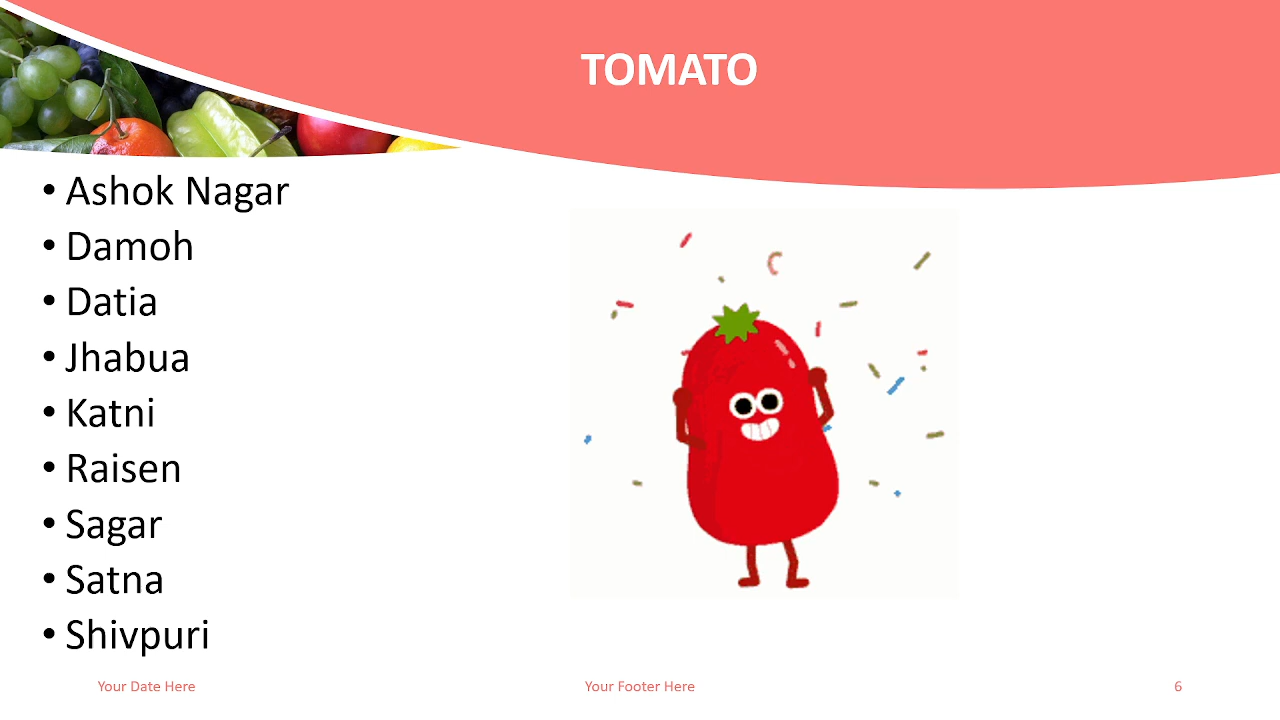 TOMATO
• Ashok Nagar
• Damoh
• Datia
• Jhabua
• Katni
• Raisen
• Sagar
• Satna
• Shivpuri
Your Date Here
Your Footer Here
6